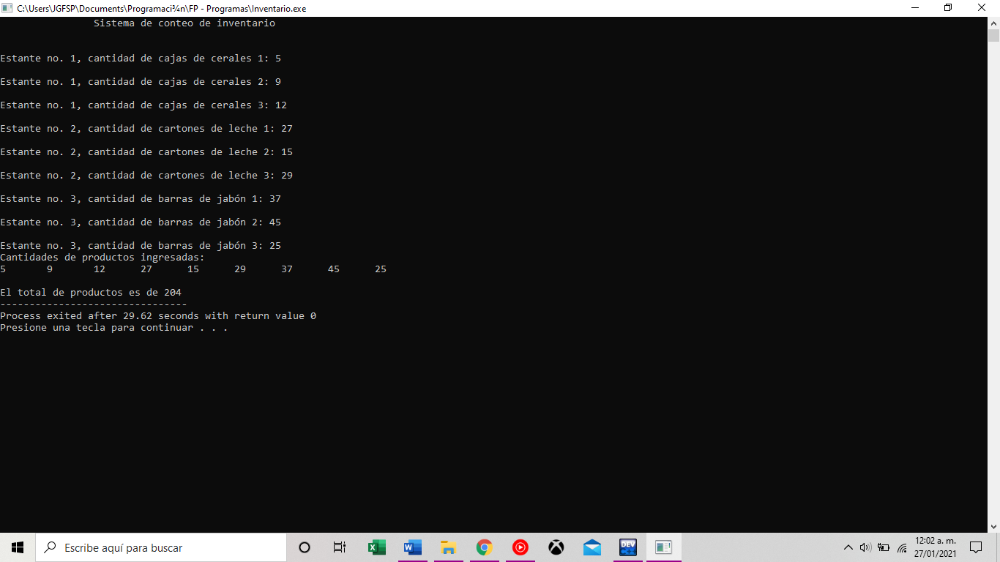 C:\Users\JGFSP\Documents\Programaci¾n\FP - Programas\Inventario.exe
Sistema de conteo de inventario
Estante no. 1, cantidad de cajas de cerales 1: 5
Estante no. 1, cantidad de cajas de cerales 2: 9
Estante no. 1, cantidad de cajas de cerales 3: 12
Estante no. 2, cantidad de cartones de leche 1: 27
Estante no. 2, cantidad de cartones de leche 2: 15
Estante no. 2, cantidad de cartones de leche 3: 29
Estante no. 3, cantidad de barras de jabón 1: 37
Estante no. 3, cantidad de barras de jabón 2: 45
Estante no. 3, cantidad de barras de jabón 3: 25
Cantidades de productos ingresadas:
5 9 12 27 15 29 37 45 25
El total de productos es de 204
--------------------------------
Process exited after 29.62 seconds with return value 0
Presione una tecla para continuar . . .
Escribe aquí para buscar
DEV
12:02 a. m.
27/01/2021